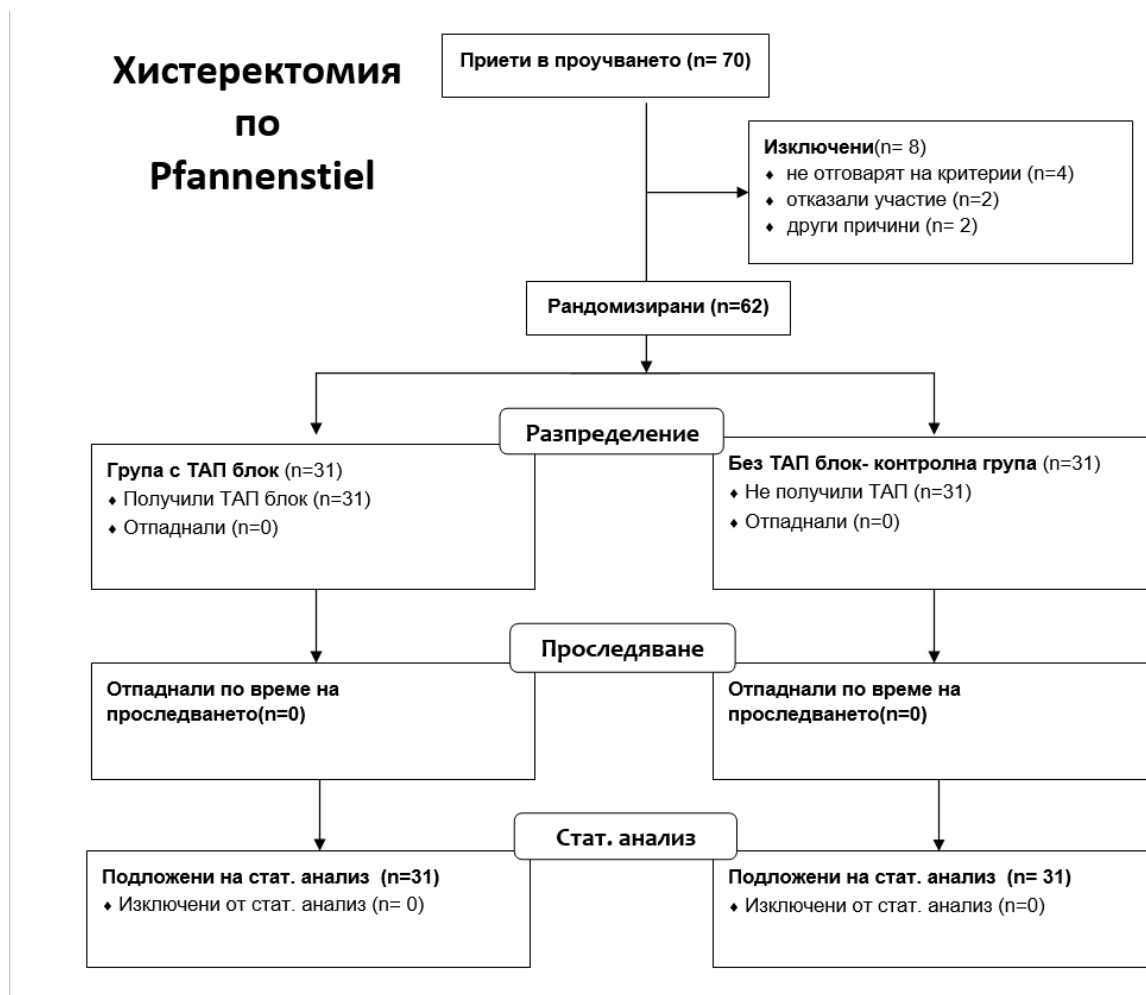 Хистеректомия
по
Pfannenstiel
Приети в проучването (n= 70)
Изключени(n= 8)
♦ не отговарят на критерии (n=4)
♦ отказали участие (n=2)
♦ други причини (n= 2)
Рандомизирани (n=62)
Разпределение
Група с ТАП блок (n=31)
♦ Получили ТАП блок (n=31)
♦ Отпаднали (n=0)
Без ТАП блок- контролна група (n=31)
♦ Не получили ТАП (n=31)
♦ Отпаднали (n=0)
Проследяване
Отпаднали по време на
проследването(n=0)
Отпаднали по време на
проследването(n=0)
Стат. анализ
Подложени на стат. анализ (n=31)
♦ Изключени от стат. анализ (n= 0)
Подложени на стат. анализ (n= 31)
♦ Изключени от стат. анализ (n=0)